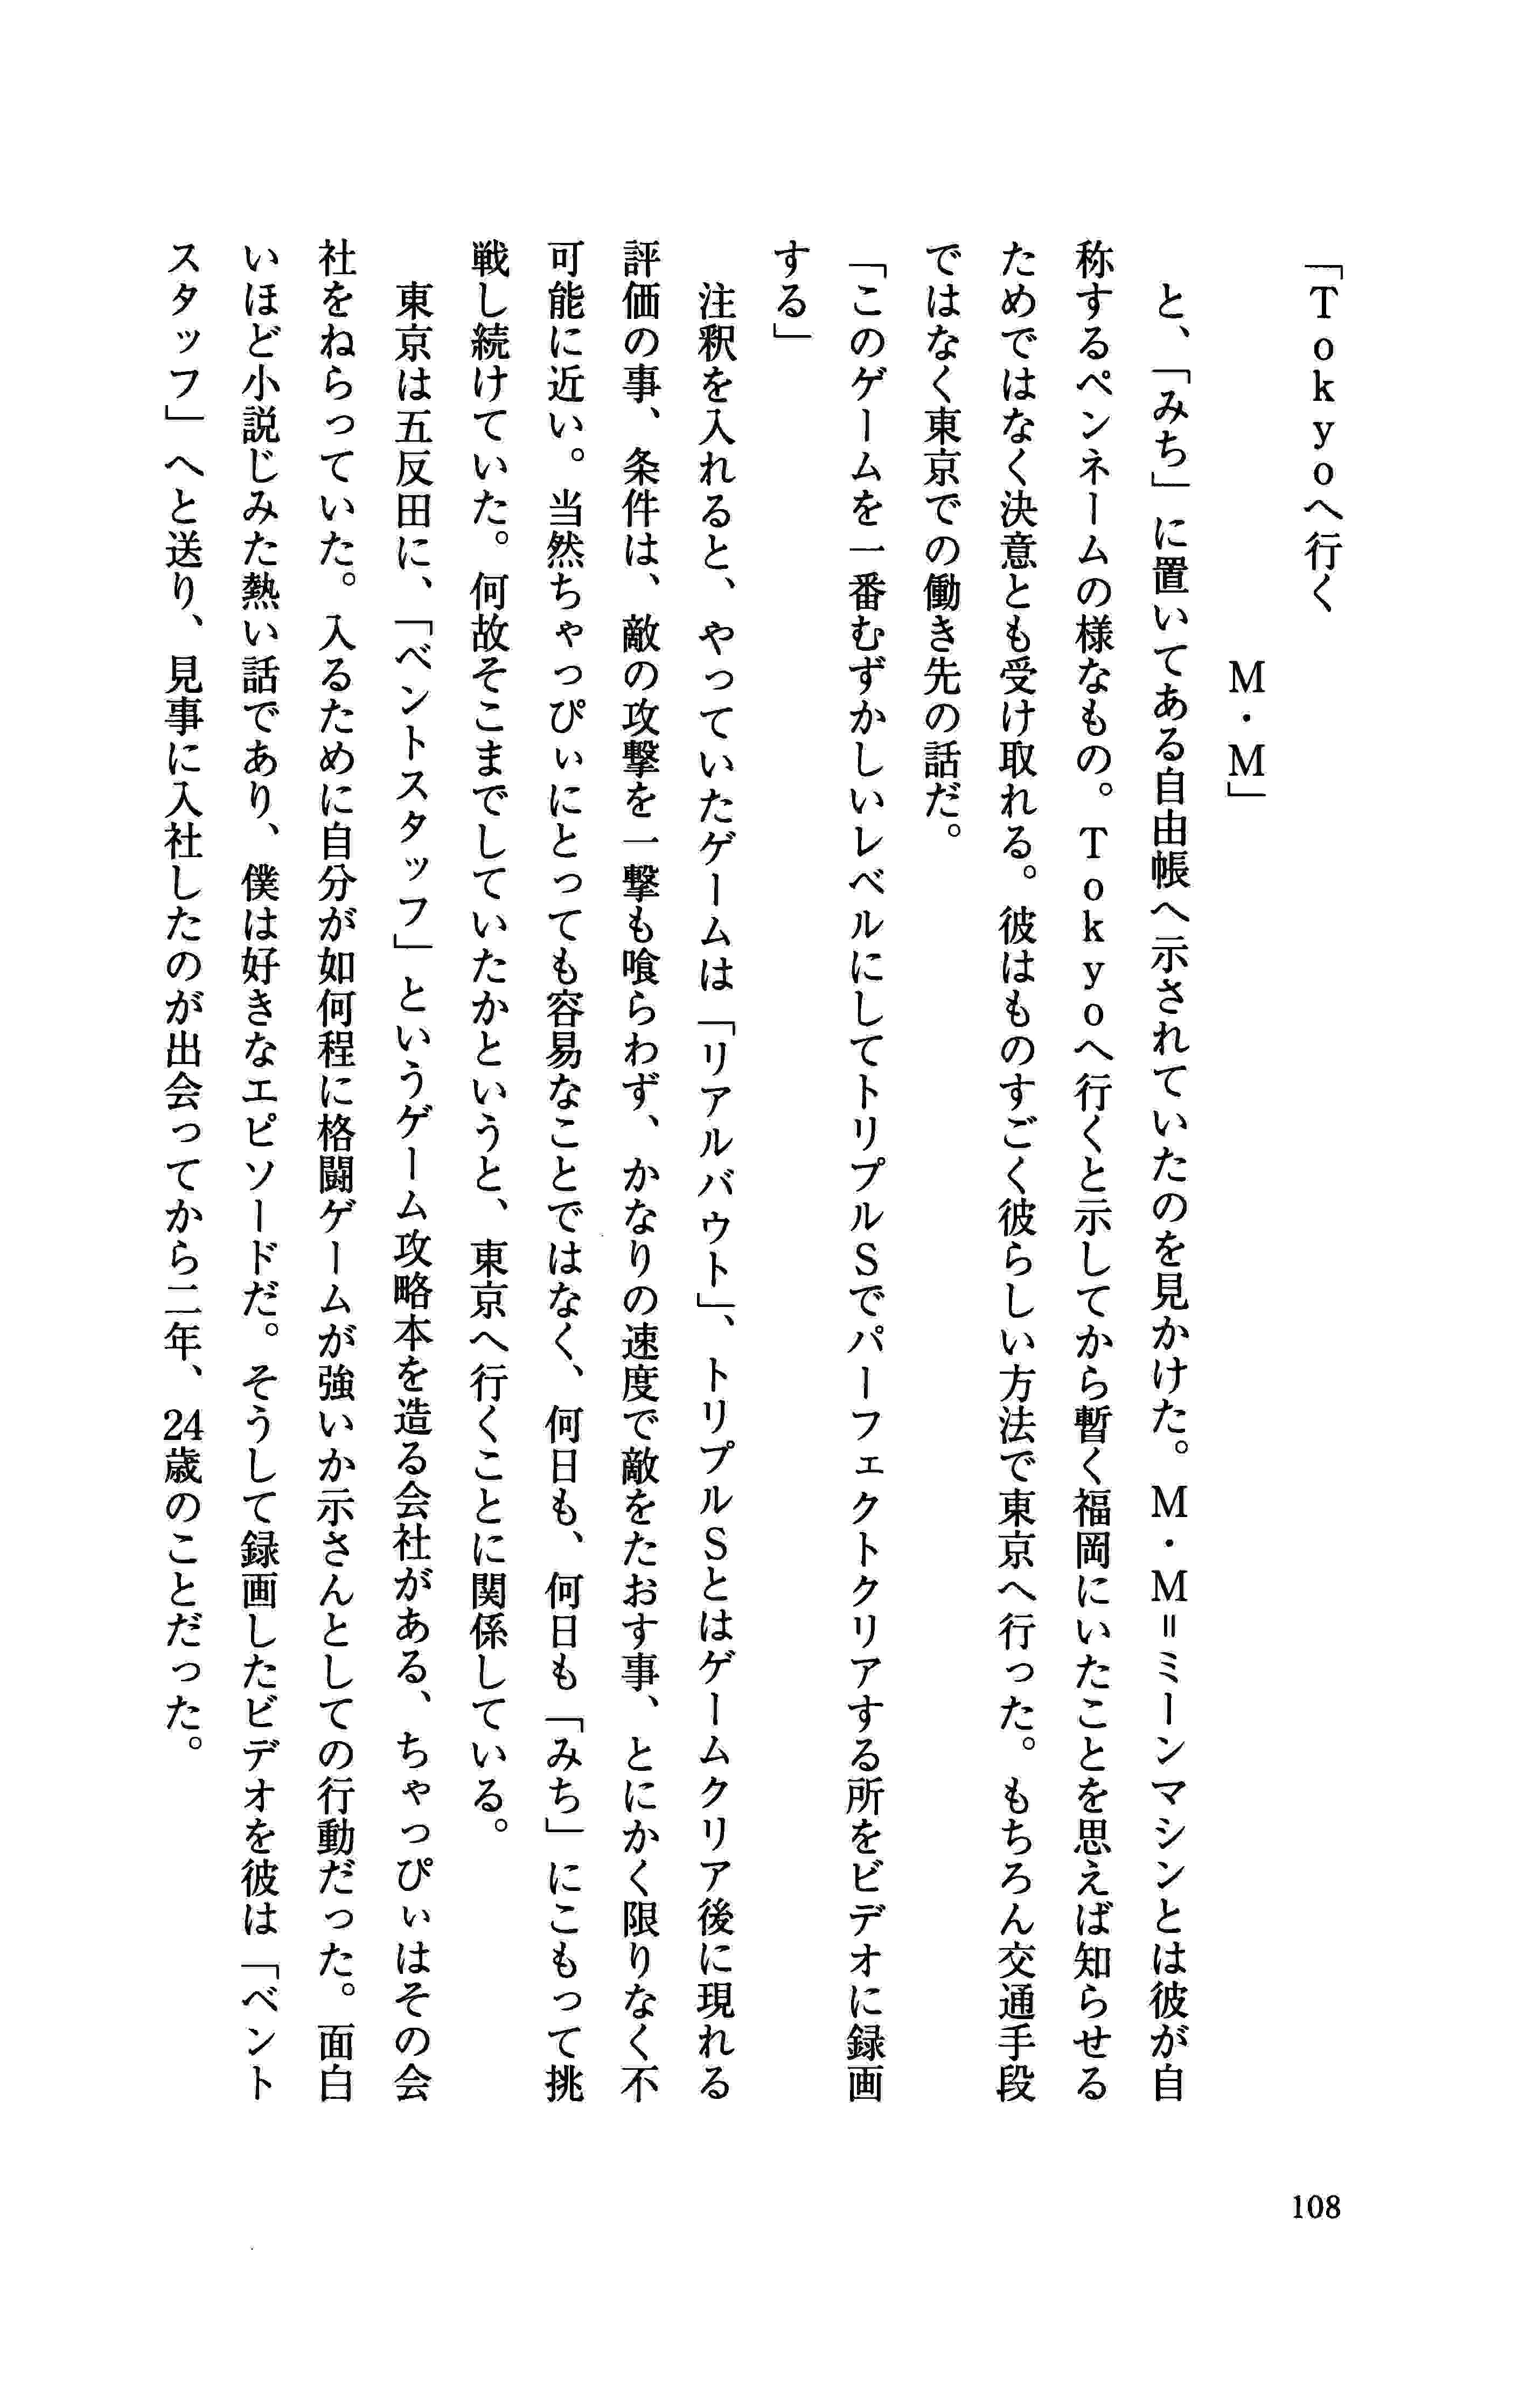 「Ｔｏｋｙｏへ行く
Ｍ・Ｍ」
と、「みち」に置いてある自由帳へ示されていたのを見かけた。Ｍ・Ｍ＝ミーンマシンとは彼が自
称するペンネームの様なもの。Ｔｏｋｙｏへ行くと示してから暫く福岡にいたことを思えば知らせる
ためではなく決意とも受け取れる。彼はものすごく彼らしい方法で東京へ行った。もちろん交通手段
ではなく東京での働き先の話だ。
「このゲームを一番むずかしいレベルにしてトリプルＳでパーフェクトクリアする所をビデオに録画
する」
注釈を入れると、やっていたゲームは「リアルバウト」、トリプルＳとはゲームクリア後に現れる
評価の事、条件は、敵の攻撃を一撃も喰らわず、かなりの速度で敵をたおす事、とにかく限りなく不
可能に近い。当然ちゃっぴぃにとっても容易なことではなく、何日も、何日も「みち」にこもって挑
戦し続けていた。何故そこまでしていたかというと、東京へ行くことに関係している。
東京は五反田に、「ベントスタッフ」というゲーム攻略本を造る会社がある、ちゃっぴぃはその会
社をねらっていた。入るために自分が如何程に格闘ゲームが強いか示さんとしての行動だった。面白
いほど小説じみた熱い話であり、僕は好きなエピソードだ。そうして録画したビデオを彼は「ベント
スタッフ」へと送り、見事に入社したのが出会ってから二年、24歳のことだった。
108